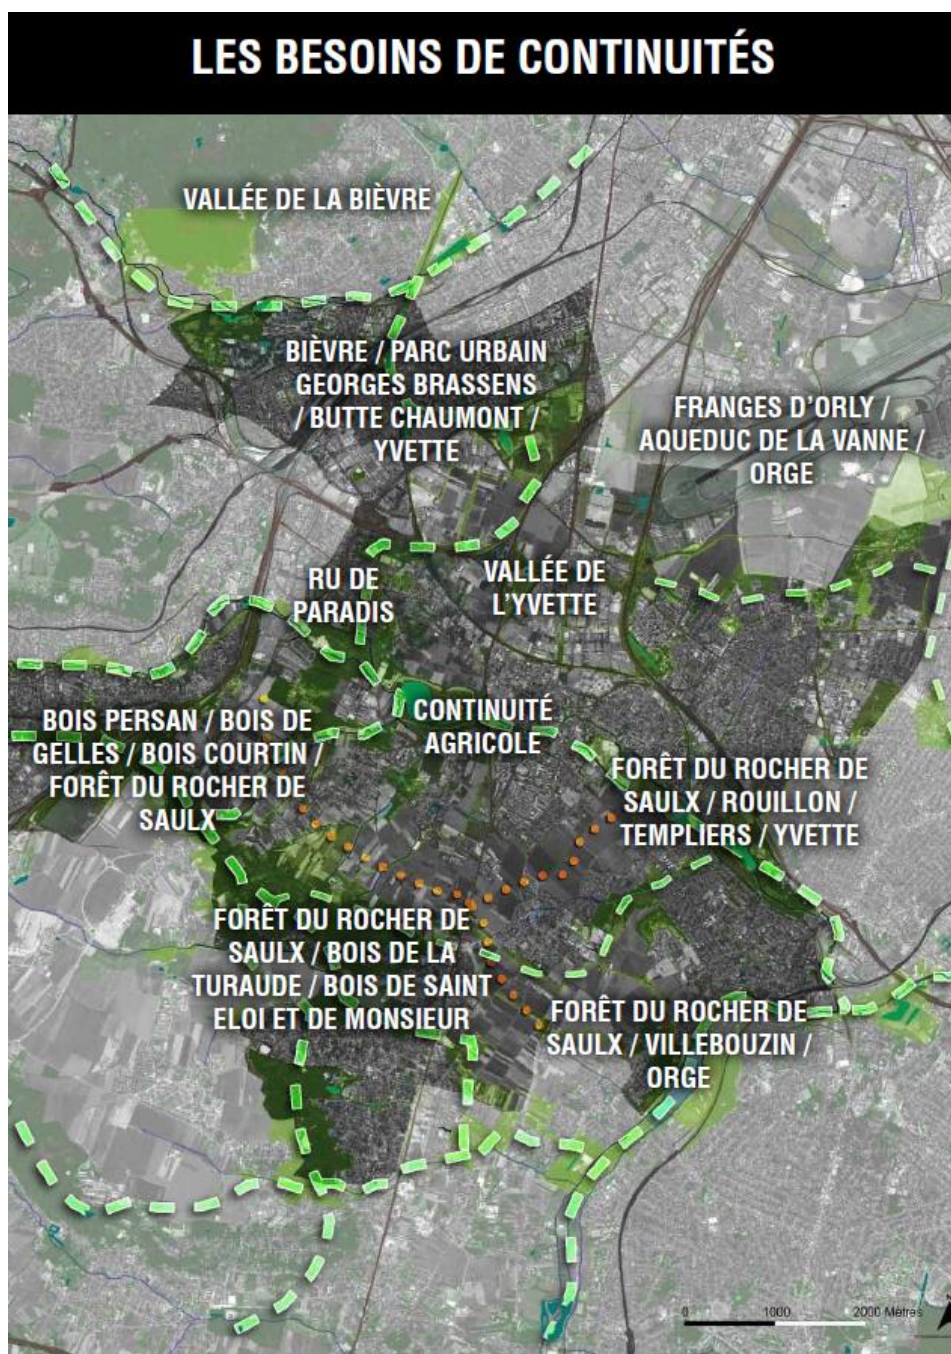 LES BESOINS DE CONTINUITÉS
VALLÉE DE LA BIÈVRE
BIÈVRE / PARC URBAIN
GEORGES BRASSENS
/ BUTTE CHAUMONT /
YVETTE
FRANGES D'ORLY /
AQUEDUC DE LA VANNE /
ORGE
RU DE
PARADIS
VALLÉE DE
L'YVETTE
BOIS PERSAN / BOIS DE
GELLES / BOIS COURTIN /
FORÊT DU ROCHER DE
SAULX
CONTINUITÉ
AGRICOLE
FORÊT DU ROCHER DE
SAULX / ROUILLON /
TEMPLIERS / YVETTE
FORÊT DU ROCHER DE
SAULX / BOIS DE LA
TURAUDE / BOIS DE SAINT
ELOI ET DE MONSIEUR
FORÊT DU ROCHER DE
SAULX / VILLEBOUZIN /
ORGE
0 1000 2000 Mètres